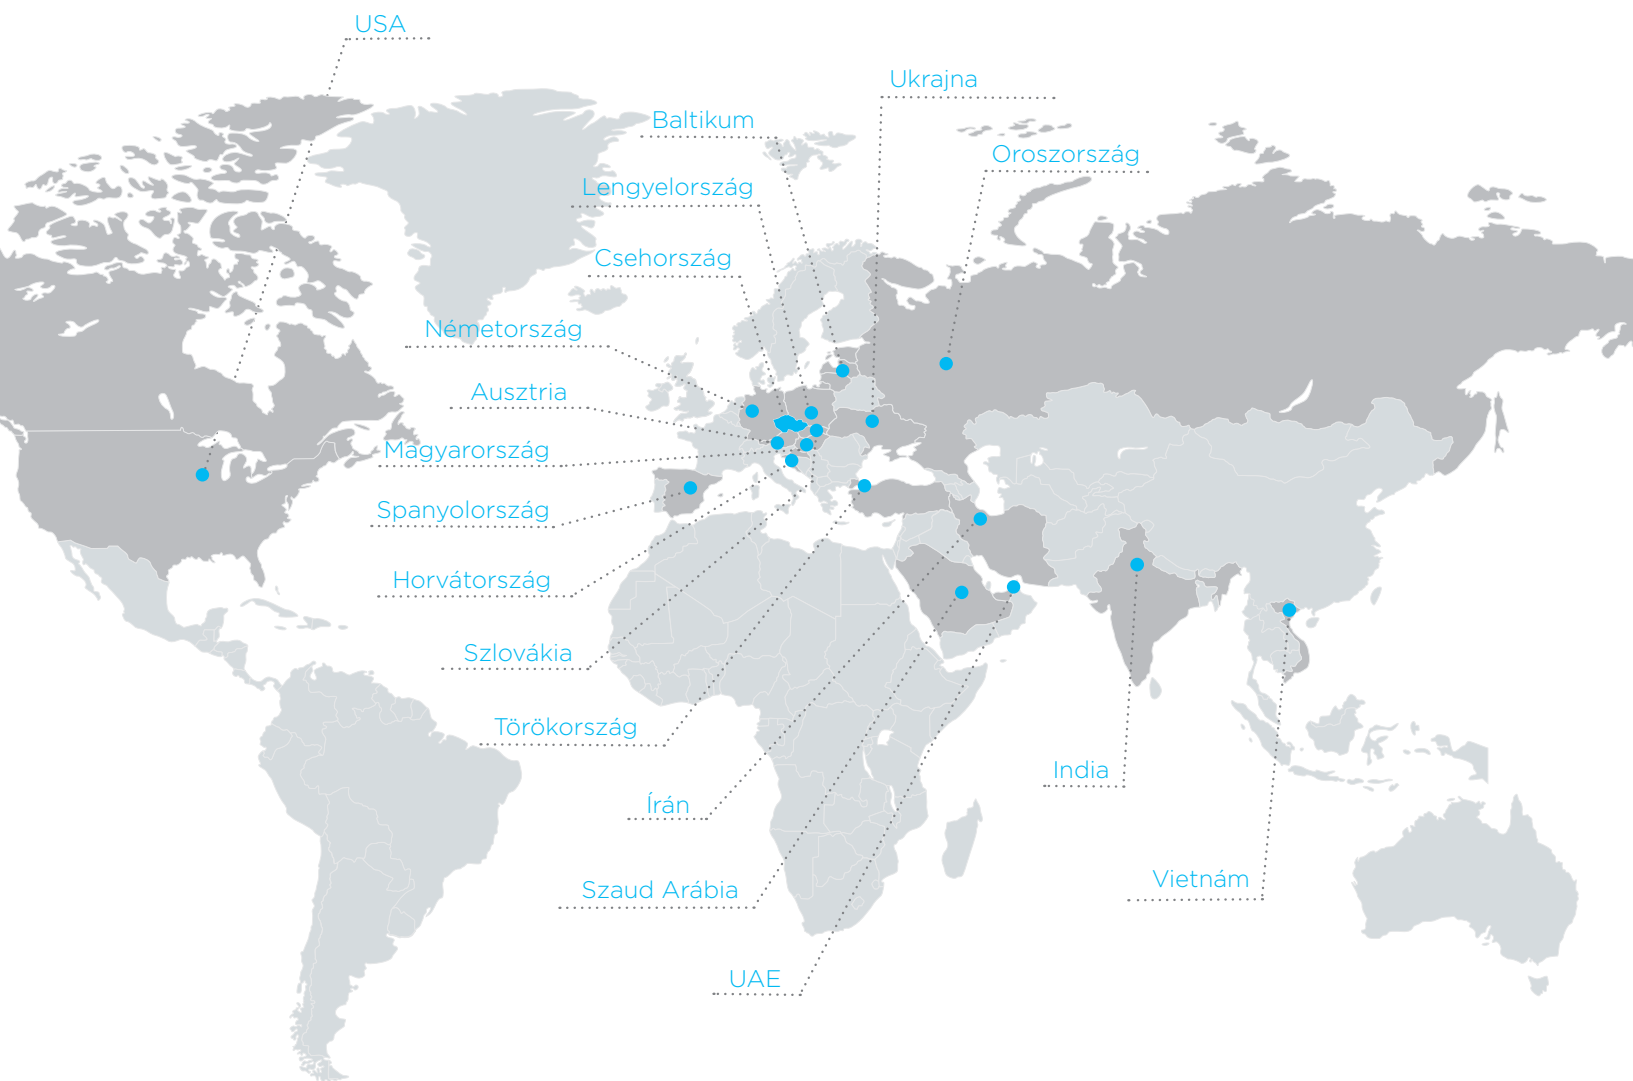 USA
Ukrajna
Baltikum
Oroszország
Lengyelország
Csehország
Németország
Ausztria
Magyarország
Spanyolország
Horvátország
Szlovákia
Törökország
India
Írán
Vietnám
Szaud Arábia
UAE